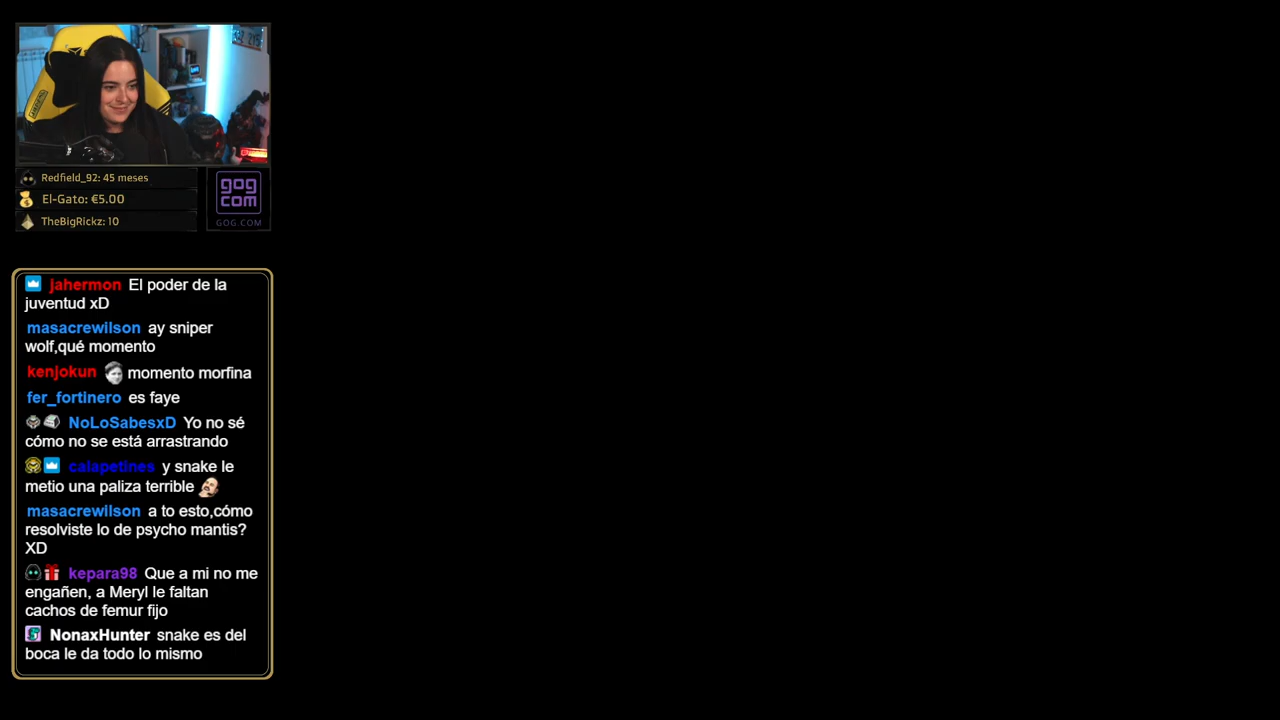 Redfield_92: 45 meses
El-Gato: €5.00
TheBigRickz: 10
gog
com
GOG.COM
jahermon El poder de la
juventud xD
masacrewilson ay sniper
wolf,qué momento
kenjokun momento morfina
fer_fortinero es faye
NoLoSabesxD Yo no sé
cómo no se está arrastrando
calapetines y snake le
metio una paliza terrible
masacrewilson a to esto,cómo
resolviste lo de psycho mantis?
XD
kepara98 Que a mi no me
engañen, a Meryl le faltan
cachos de femur fijo
NonaxHunter snake es del
boca le da todo lo mismo